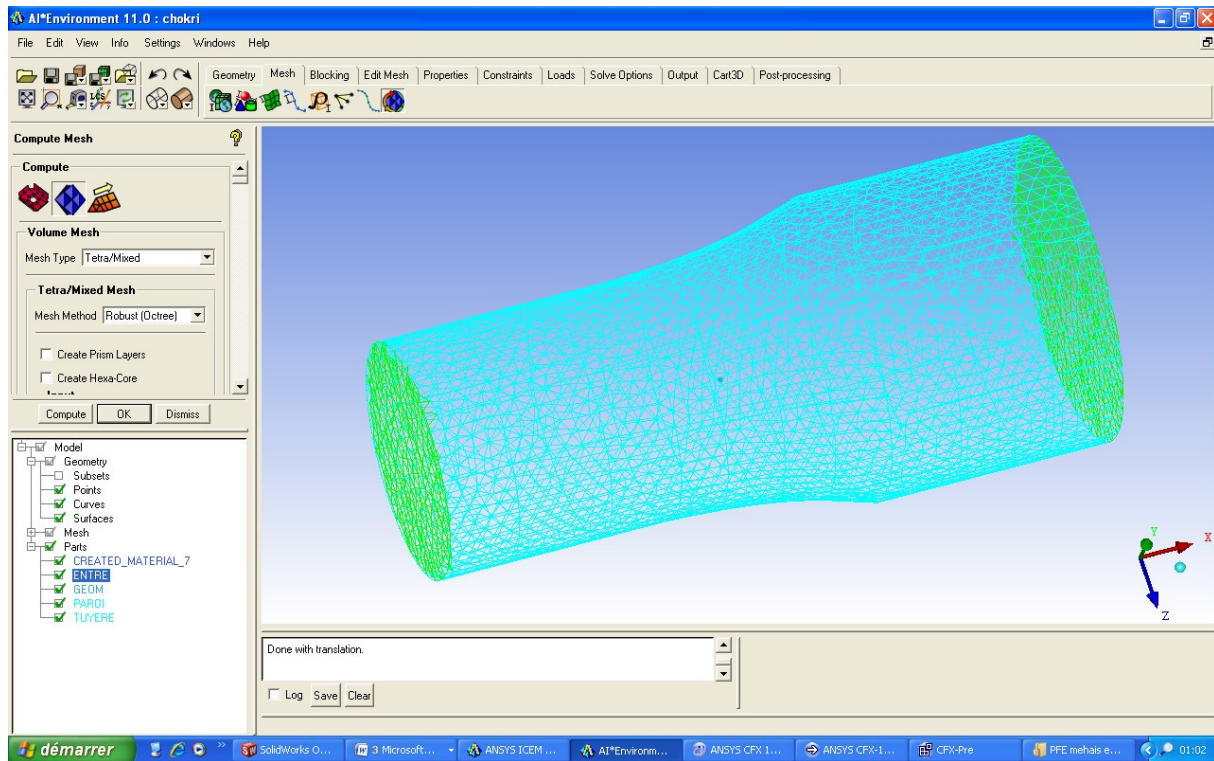 AI*Environment 11.0 : chokri
File Edit View Info Settings Windows Help
Geometry Mesh Blocking Edit Mesh Properties Constraints Loads Solve Options Output Cart3D Post-processing
Compute Mesh
Compute
Volume Mesh
Mesh Type Tetra/Mixed
Tetra/Mixed Mesh
Mesh Method Robust (Octree)
Create Prism Layers
Create Hexa-Core
Compute OK Dismiss
Model
Geometry
Subsets
Points
Curves
Surfaces
Mesh
Parts
CREATED_MATERIAL_7
ENTRE
GEOM
PAROI
TUYERE
Y
X
Z
Done with translation.
Log Save Clear
démarrer SolidWorks O... 3 Microsoft... ANSYS ICEM ... AI*Environm... ANSYS CFX 1... ANSYS CFX-1... CFX-Pre PFE mehais e... 01:02